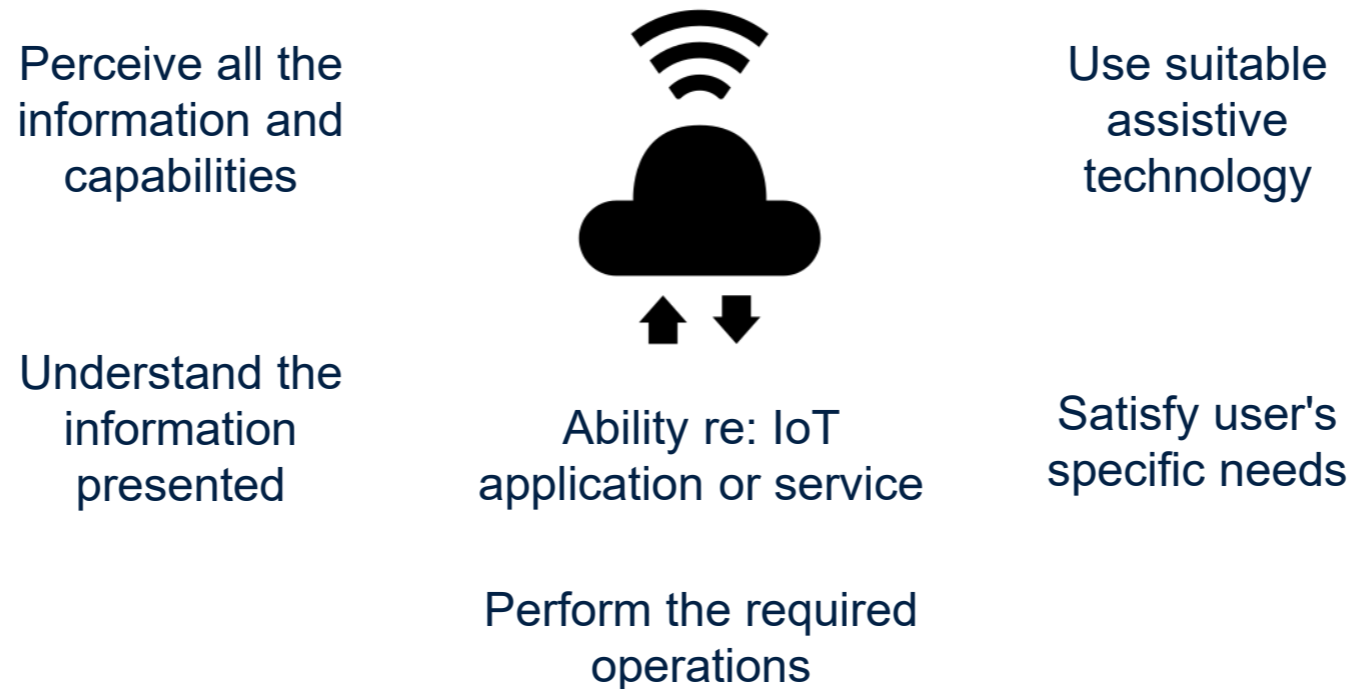 Perceive all the
information and
capabilities
Use suitable
assistive
technology
Understand the
information
presented
Ability re: IoT
application or service
Satisfy user's
specific needs
Perform the required
operations